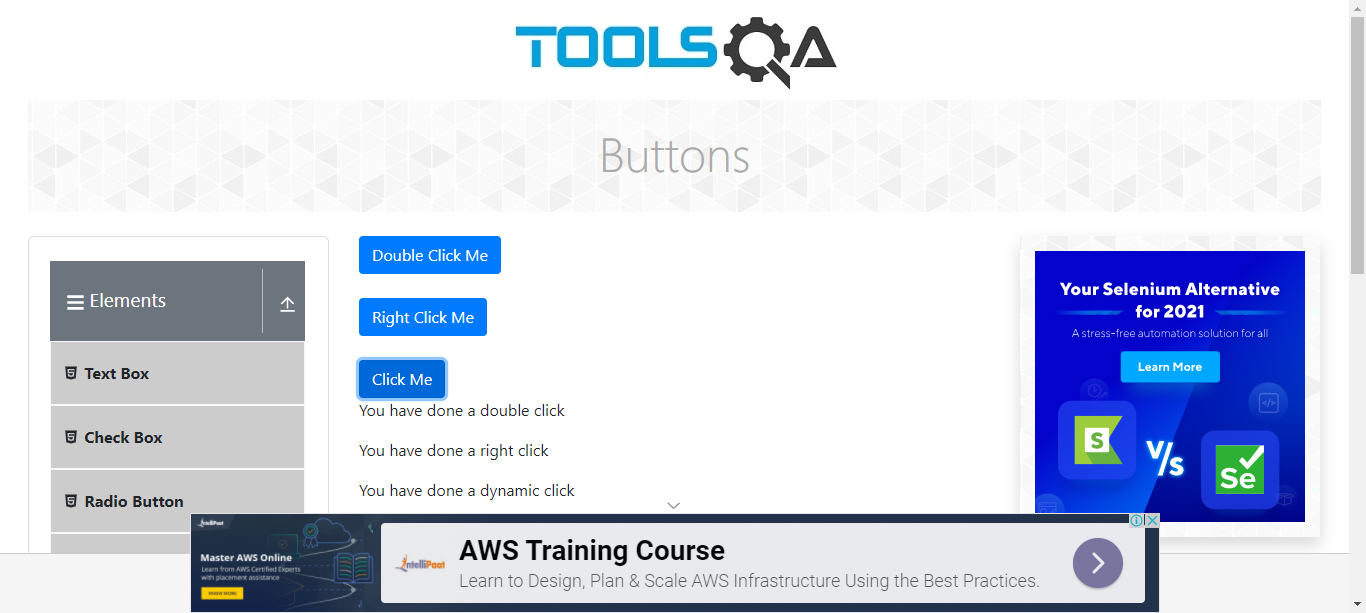 TOOLSQA
Buttons
Elements
Text Box
Check Box
Radio Button
Double Click Me
Right Click Me
Click Me
You have done a double click
You have done a right click
You have done a dynamic click
Your Selenium Alternative
for 2021
A stress-free automation solution for all
Learn More
S
V/s
Se
IntelliPaat
Master AWS Online
Learn from AWS Certified Experts
with placement assistance
KNOW MORE
IntelliPaat
AWS Training Course
Learn to Design, Plan & Scale AWS Infrastructure Using the Best Practices.